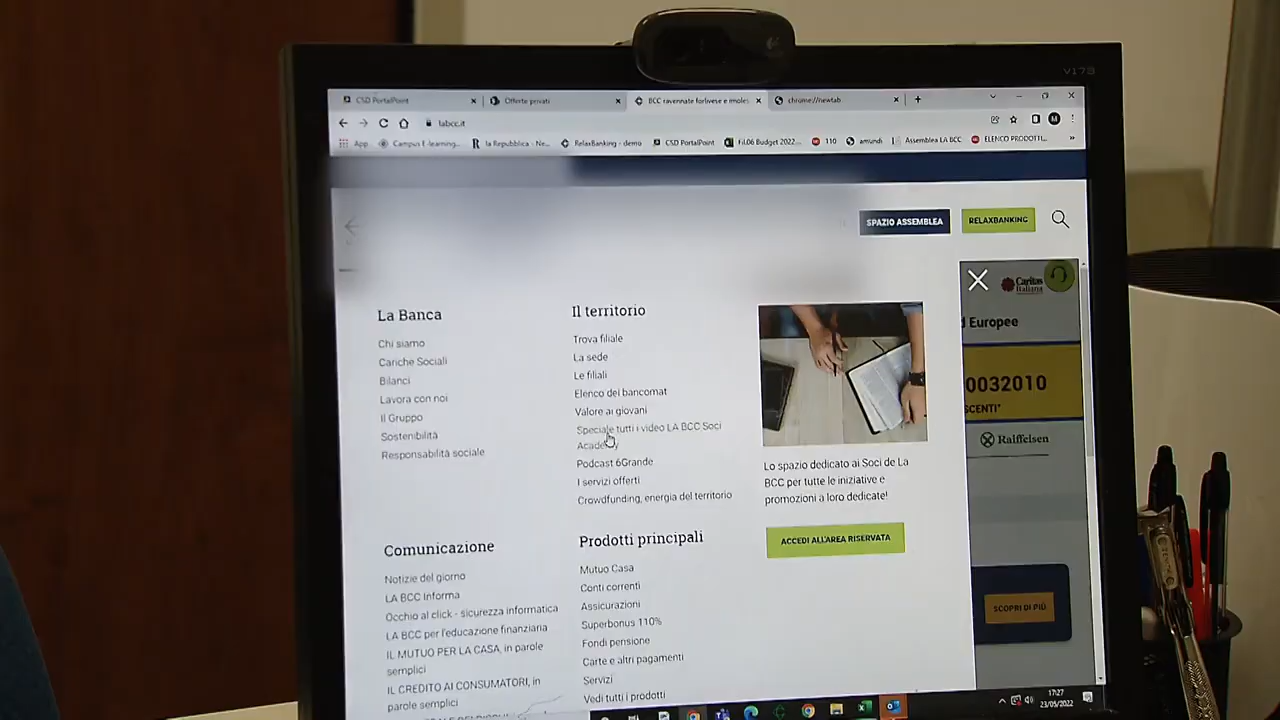 V173
CSD PortalPoint
Offerte privati
BCC ravennate forlivese e imoles
chrome://newtab
labcc.it
M
App
Campus E-learning...
R la Repubblica - Ne...
RelaxBanking - demo
CSD PortalPoint
Fil.06 Budget 2022...
110
amundi
Assemblea LA BCC
ELENCO PRODOTTI...
SPAZIO ASSEMBLEA
RELAXBANKING
La Banca
Chi siamo
Cariche Sociali
Bilanci
Lavora con noi
Il Gruppo
Sostenibilità
Responsabilità sociale
Il territorio
Trova filiale
La sede
Le filiali
Elenco dei bancomat
Valore ai giovani
Speciale tutti i video LA BCC Soci
Academy
Podcast 6Grande
I servizi offerti
Crowdfunding, energia del territorio
Lo spazio dedicato ai Soci de La
BCC per tutte le iniziative e
promozioni a loro dedicate!
ACCEDI ALL'AREA RISERVATA
Caritas
Italiana
Europee
0032010
Raiffeisen
SCOPRI DI PIÙ
Comunicazione
Notizie del giorno
LA BCC Informa
Occhio al click - sicurezza informatica
LA BCC per l'educazione finanziaria
IL MUTUO PER LA CASA, in parole
semplici
IL CREDITO AI CONSUMATORI, in
parole semplici
Prodotti principali
Mutuo Casa
Conti correnti
Assicurazioni
Superbonus 110%
Fondi pensione
Carte e altri pagamenti
Servizi
Vedi tutti i prodotti
17:27
23/05/2022